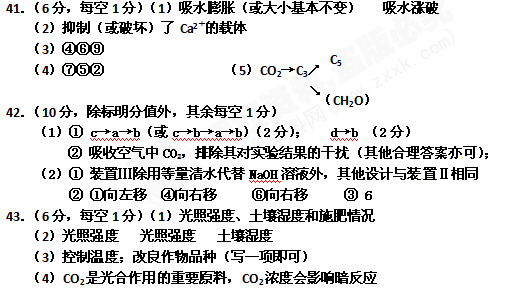 41.（6分，每空1分）（1）吸水膨胀（或大小基本不变） 吸水涨破
（2）抑制（或破坏）了 Ca²⁺的载体
（3）④⑥⑨
（4）⑦⑤② （5）CO₂→C₃↗C₅ ↘(CH₂O)
42.（10分，除标明分值外，其余每空1分）
（1）① c→a→b（或 c→b→a→b）（2分）； d→b （2分）
② 吸收空气中CO₂，排除其对实验结果的干扰（其他合理答案亦可）；
（2）① 装置Ⅲ除用等量清水代替NaOH溶液外，其他设计与装置Ⅱ相同
② ①向左移 ④向右移 ⑥向右移 ③ 6
43.（6分，每空1分）（1）光照强度、土壤湿度和施肥情况
（2）光照强度 光照强度 土壤湿度
（3）控制温度；改良作物品种（写一项即可）
（4）CO₂是光合作用的重要原料，CO₂浓度会影响暗反应